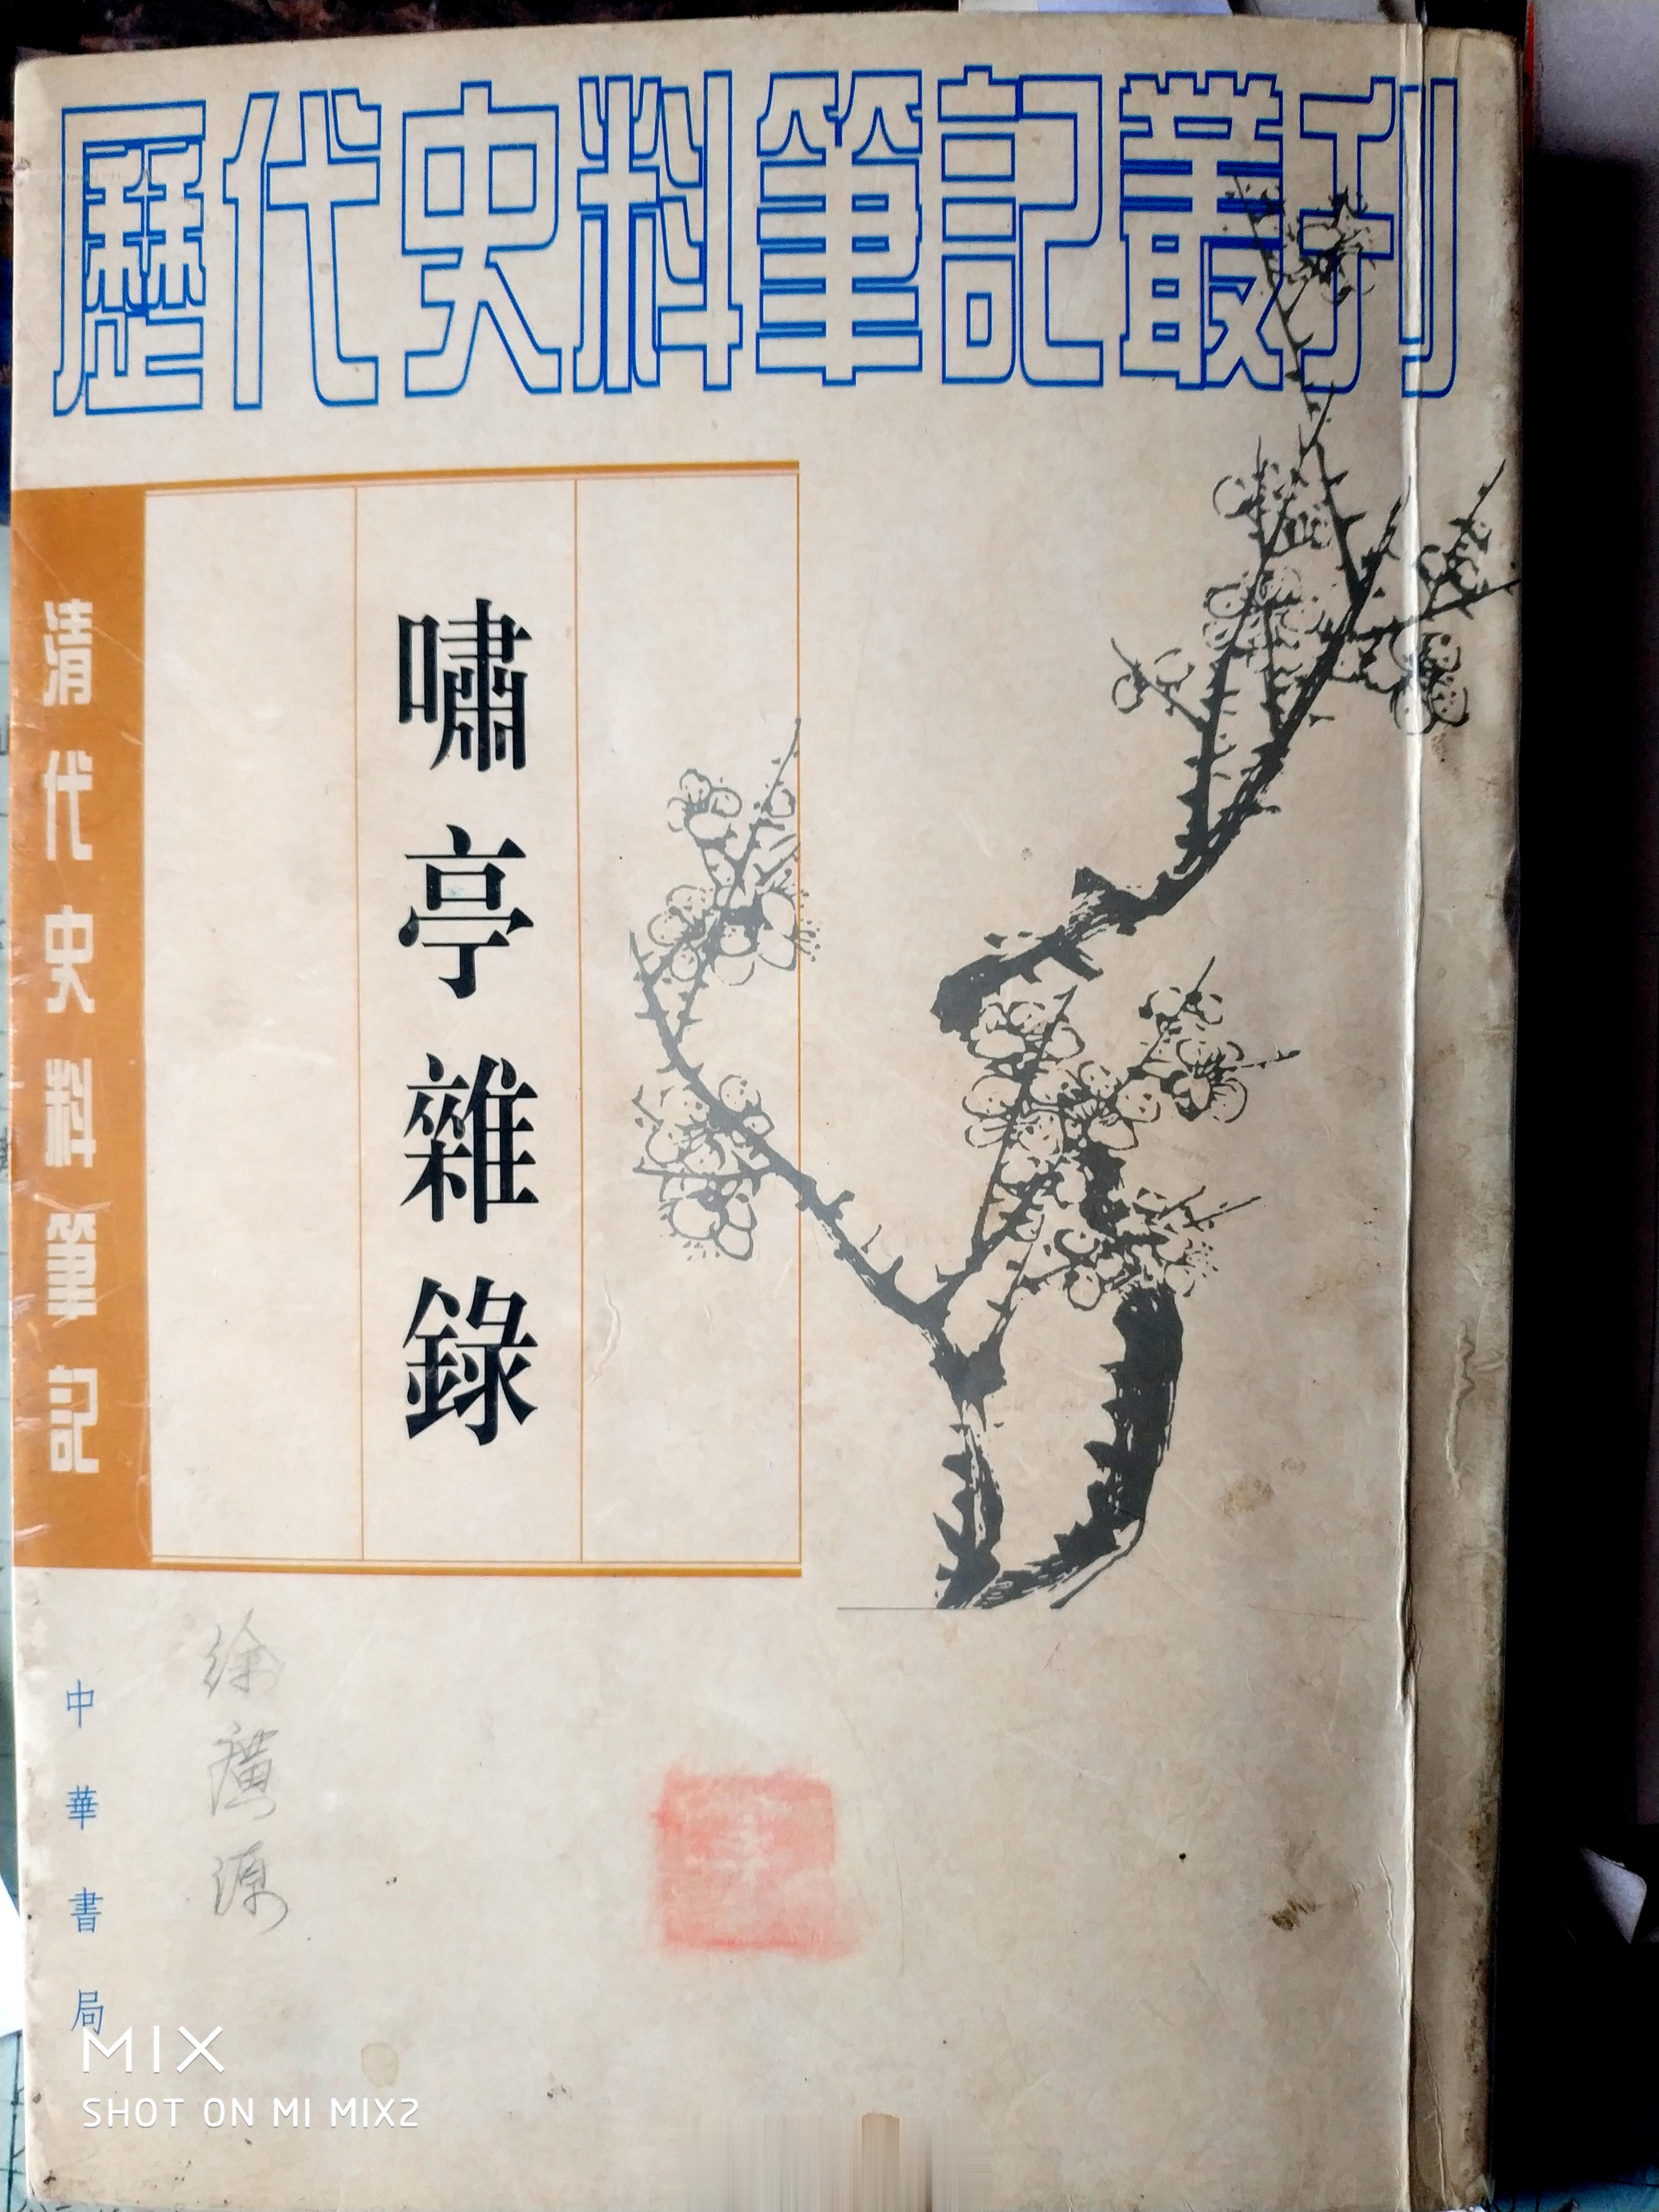 歷代史料筆記叢刊
清代史料筆記
嘯亭雜錄
中華書局
徐廣源
MIX
SHOT ON MI MIX2